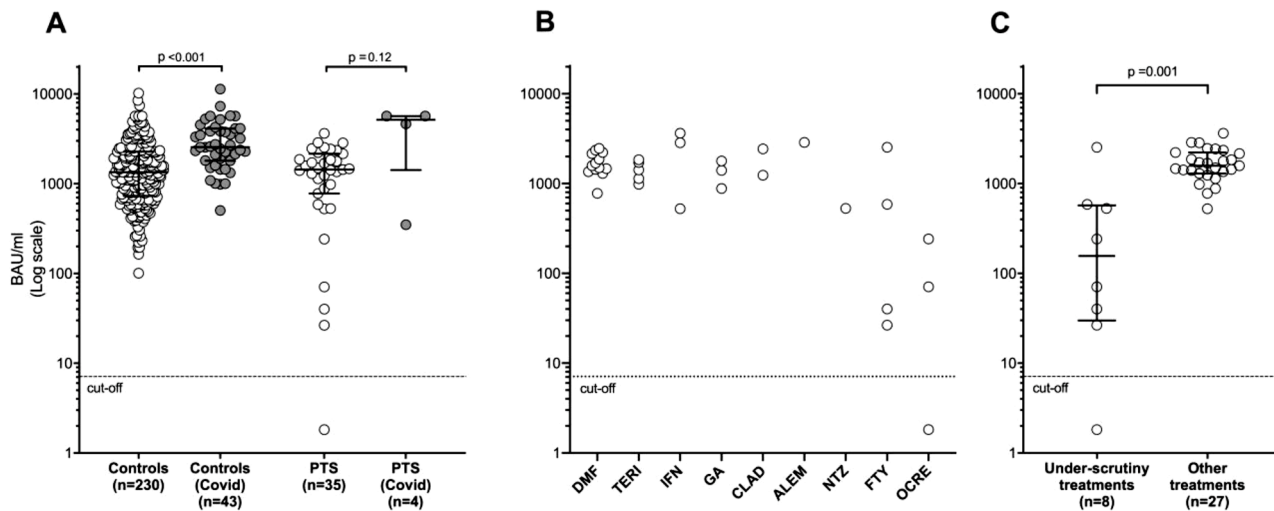 A
B
C
p <0.001
p =0.12
p =0.001
BAU/ml
(Log scale)
10000
1000
100
10
1
cut-off
Controls
(n=230)
Controls
(Covid)
(n=43)
PTS
(n=35)
PTS
(Covid)
(n=4)
10000
1000
100
10
1
cut-off
DMF
TERI
IFN
GA
CLAD
ALEM
NTZ
FTY
OCRE
10000
1000
100
10
1
cut-off
Under-scrutiny
treatments
(n=8)
Other
treatments
(n=27)